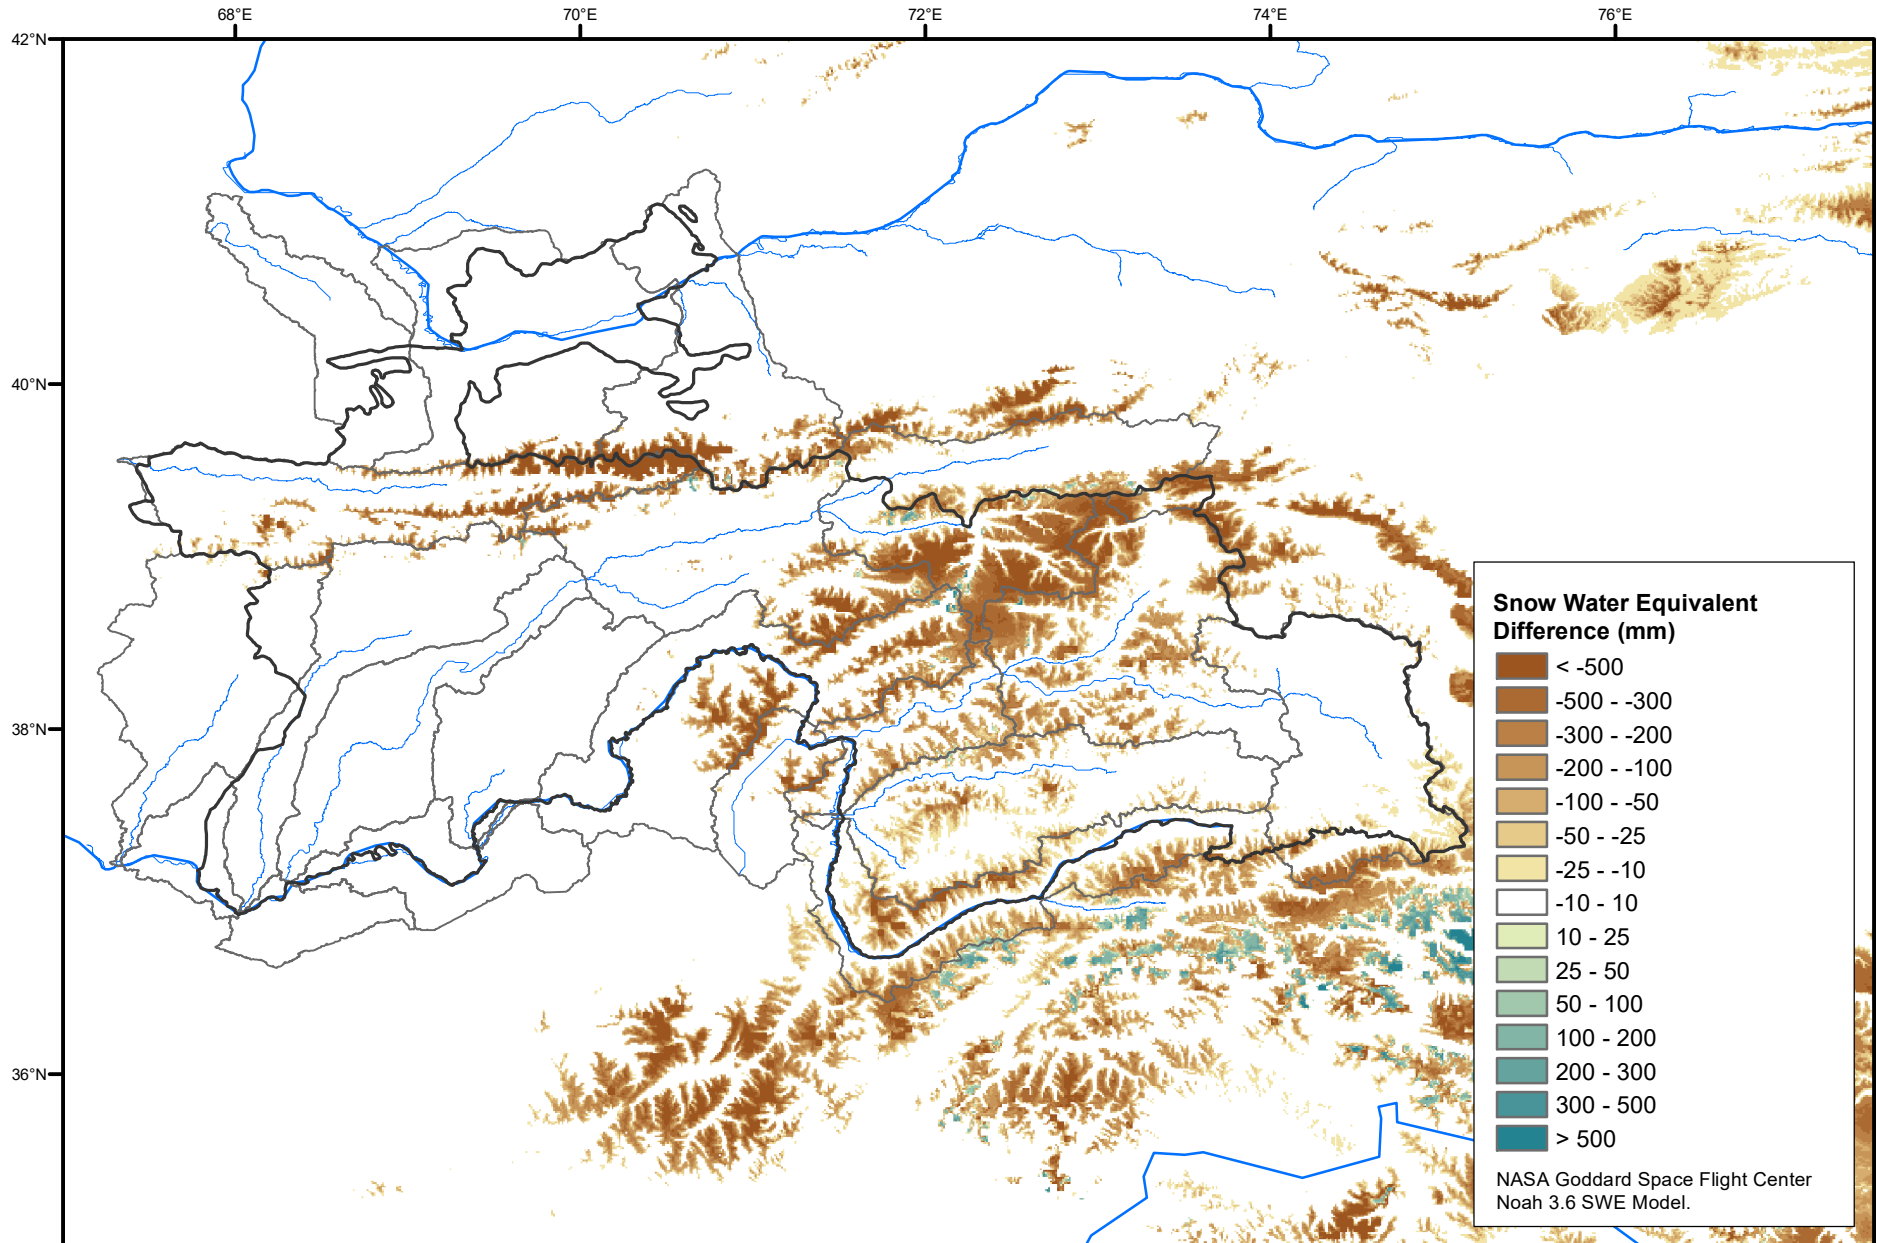 68°E 70°E 72°E 74°E 76°E
42°N
40°N
38°N
36°N
Snow Water Equivalent
Difference (mm)
< -500
-500 - -300
-300 - -200
-200 - -100
-100 - -50
-50 - -25
-25 - -10
-10 - 10
10 - 25
25 - 50
50 - 100
100 - 200
200 - 300
300 - 500
> 500
NASA Goddard Space Flight Center
Noah 3.6 SWE Model.